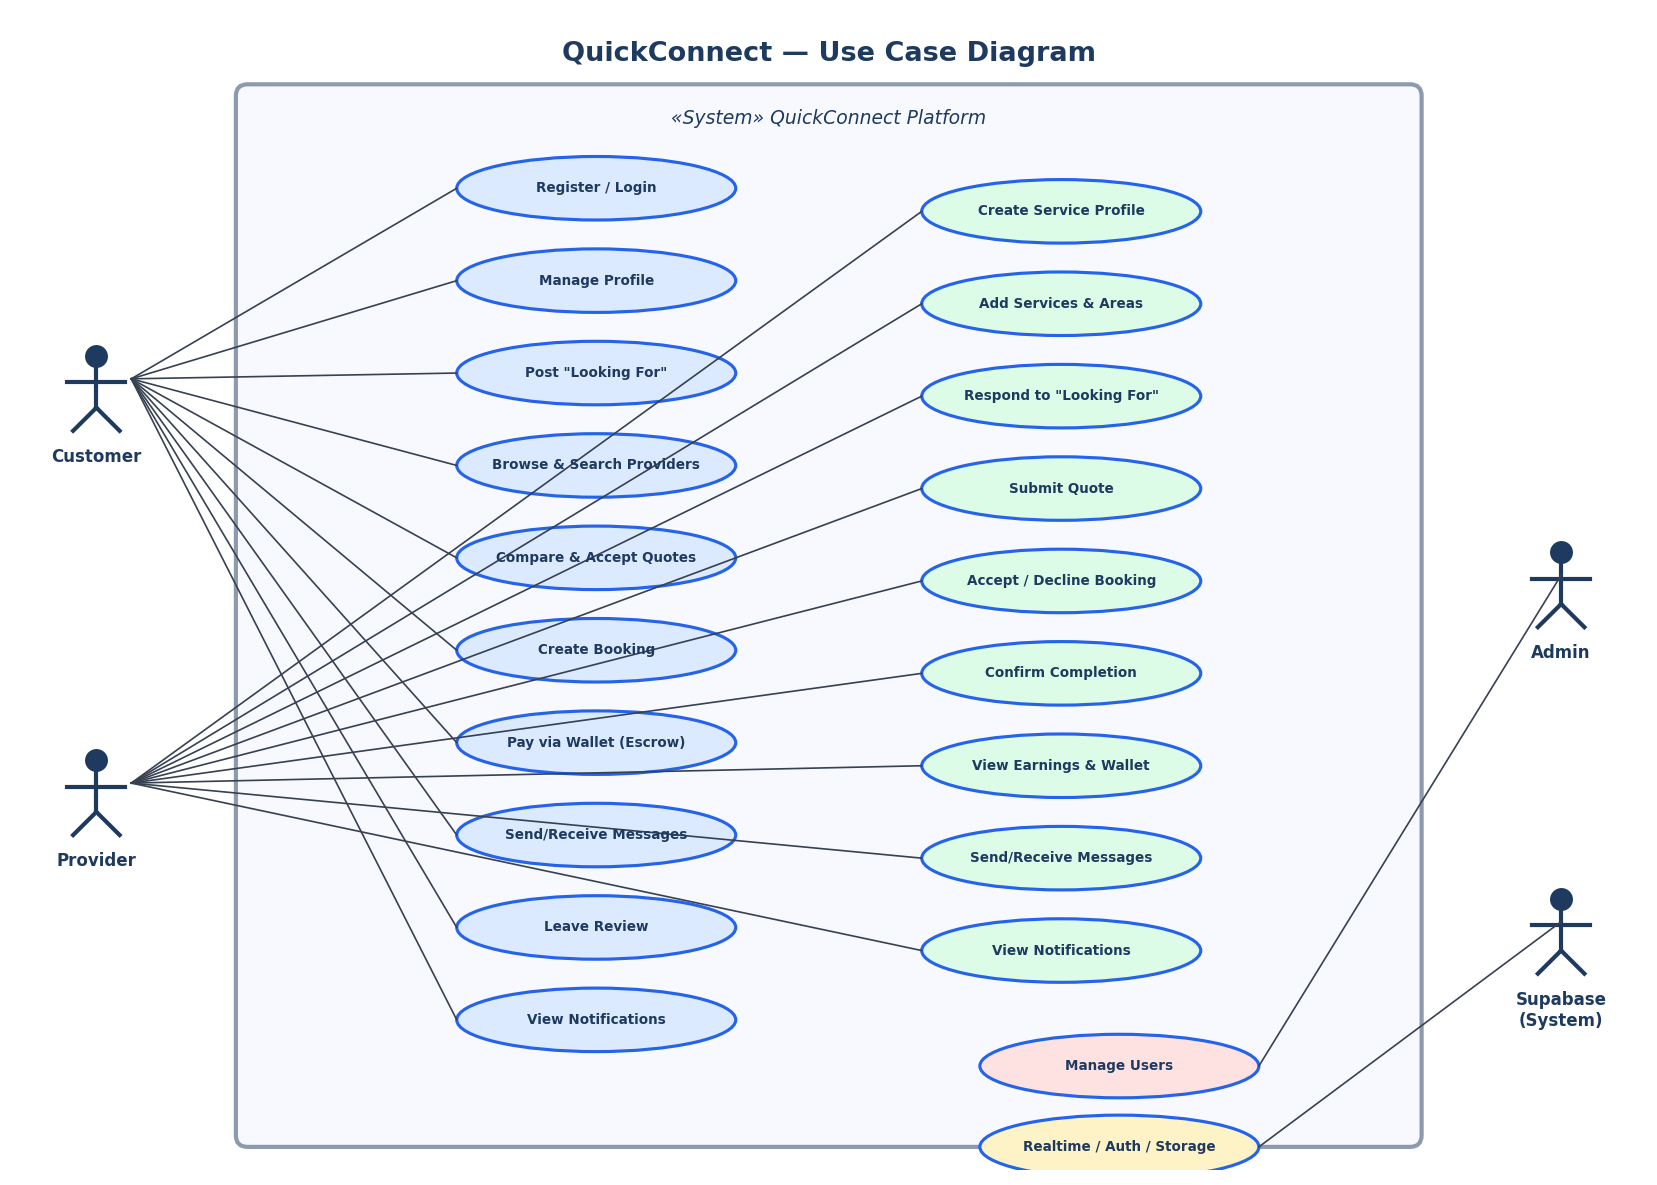 QuickConnect — Use Case Diagram
«System» QuickConnect Platform
Register / Login
Manage Profile
Post "Looking For"
Browse & Search Providers
Compare & Accept Quotes
Create Booking
Pay via Wallet (Escrow)
Send/Receive Messages
Leave Review
View Notifications
Create Service Profile
Add Services & Areas
Respond to "Looking For"
Submit Quote
Accept / Decline Booking
Confirm Completion
View Earnings & Wallet
Send/Receive Messages
View Notifications
Manage Users
Realtime / Auth / Storage
Customer
Provider
Admin
Supabase
(System)